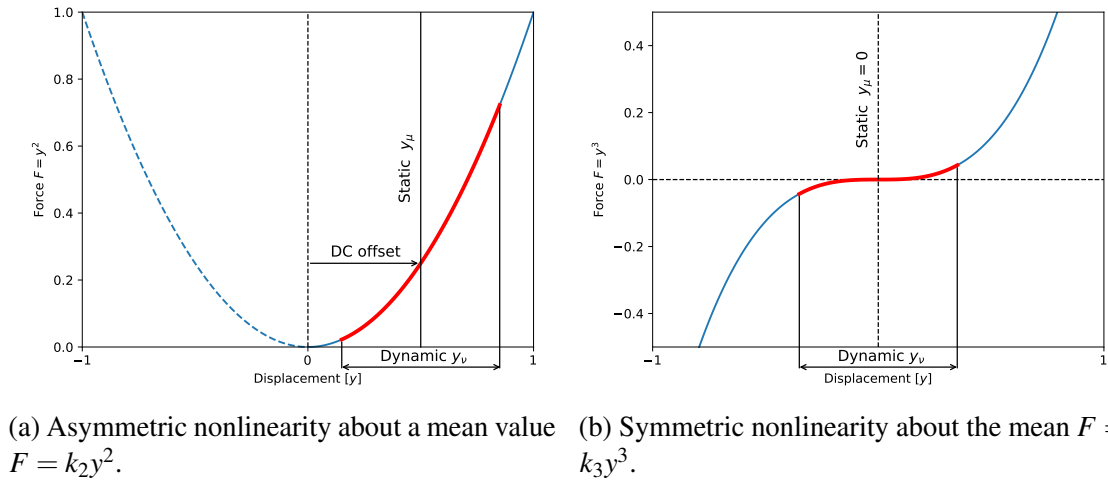 1.0
0.8
0.6
0.4
0.2
0.0
Force F = y²
Static y_μ
DC offset
−1
0
1
Dynamic y_ν
Displacement [y]
0.4
0.2
0.0
−0.2
−0.4
Force F = y³
Static y_μ = 0
−1
1
Dynamic y_ν
Displacement [y]
(a) Asymmetric nonlinearity about a mean value
F = k₂y².
(b) Symmetric nonlinearity about the mean F =
k₃y³.